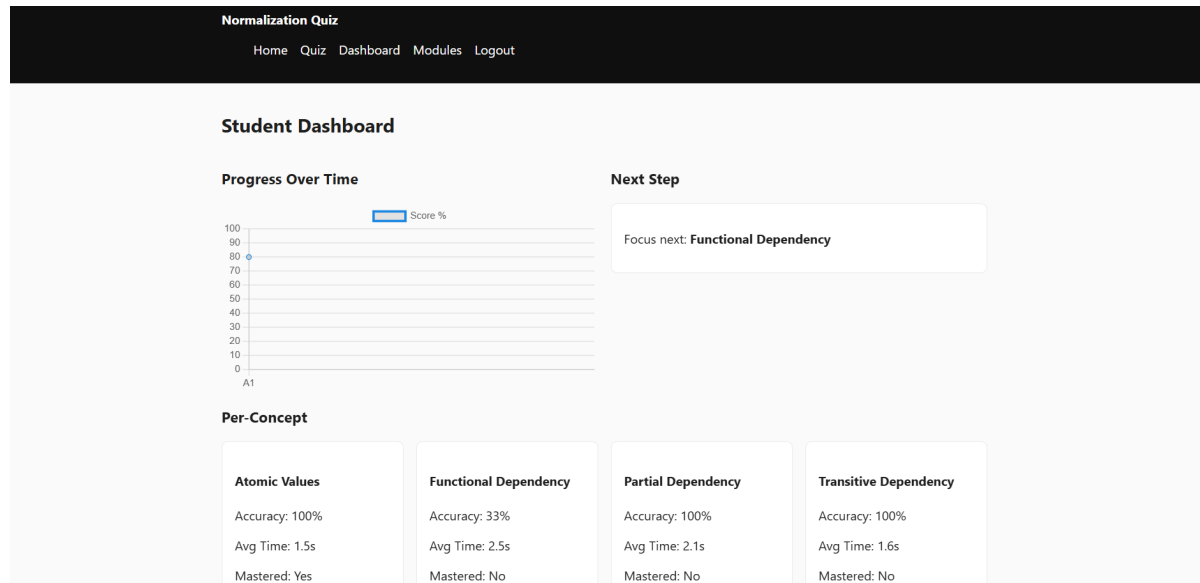 Normalization Quiz
Home Quiz Dashboard Modules Logout
Student Dashboard
Progress Over Time
Score %
100
90
80
70
60
50
40
30
20
10
0
A1
Next Step
Focus next: Functional Dependency
Per-Concept
Atomic Values
Accuracy: 100%
Avg Time: 1.5s
Mastered: Yes
Functional Dependency
Accuracy: 33%
Avg Time: 2.5s
Mastered: No
Partial Dependency
Accuracy: 100%
Avg Time: 2.1s
Mastered: No
Transitive Dependency
Accuracy: 100%
Avg Time: 1.6s
Mastered: No